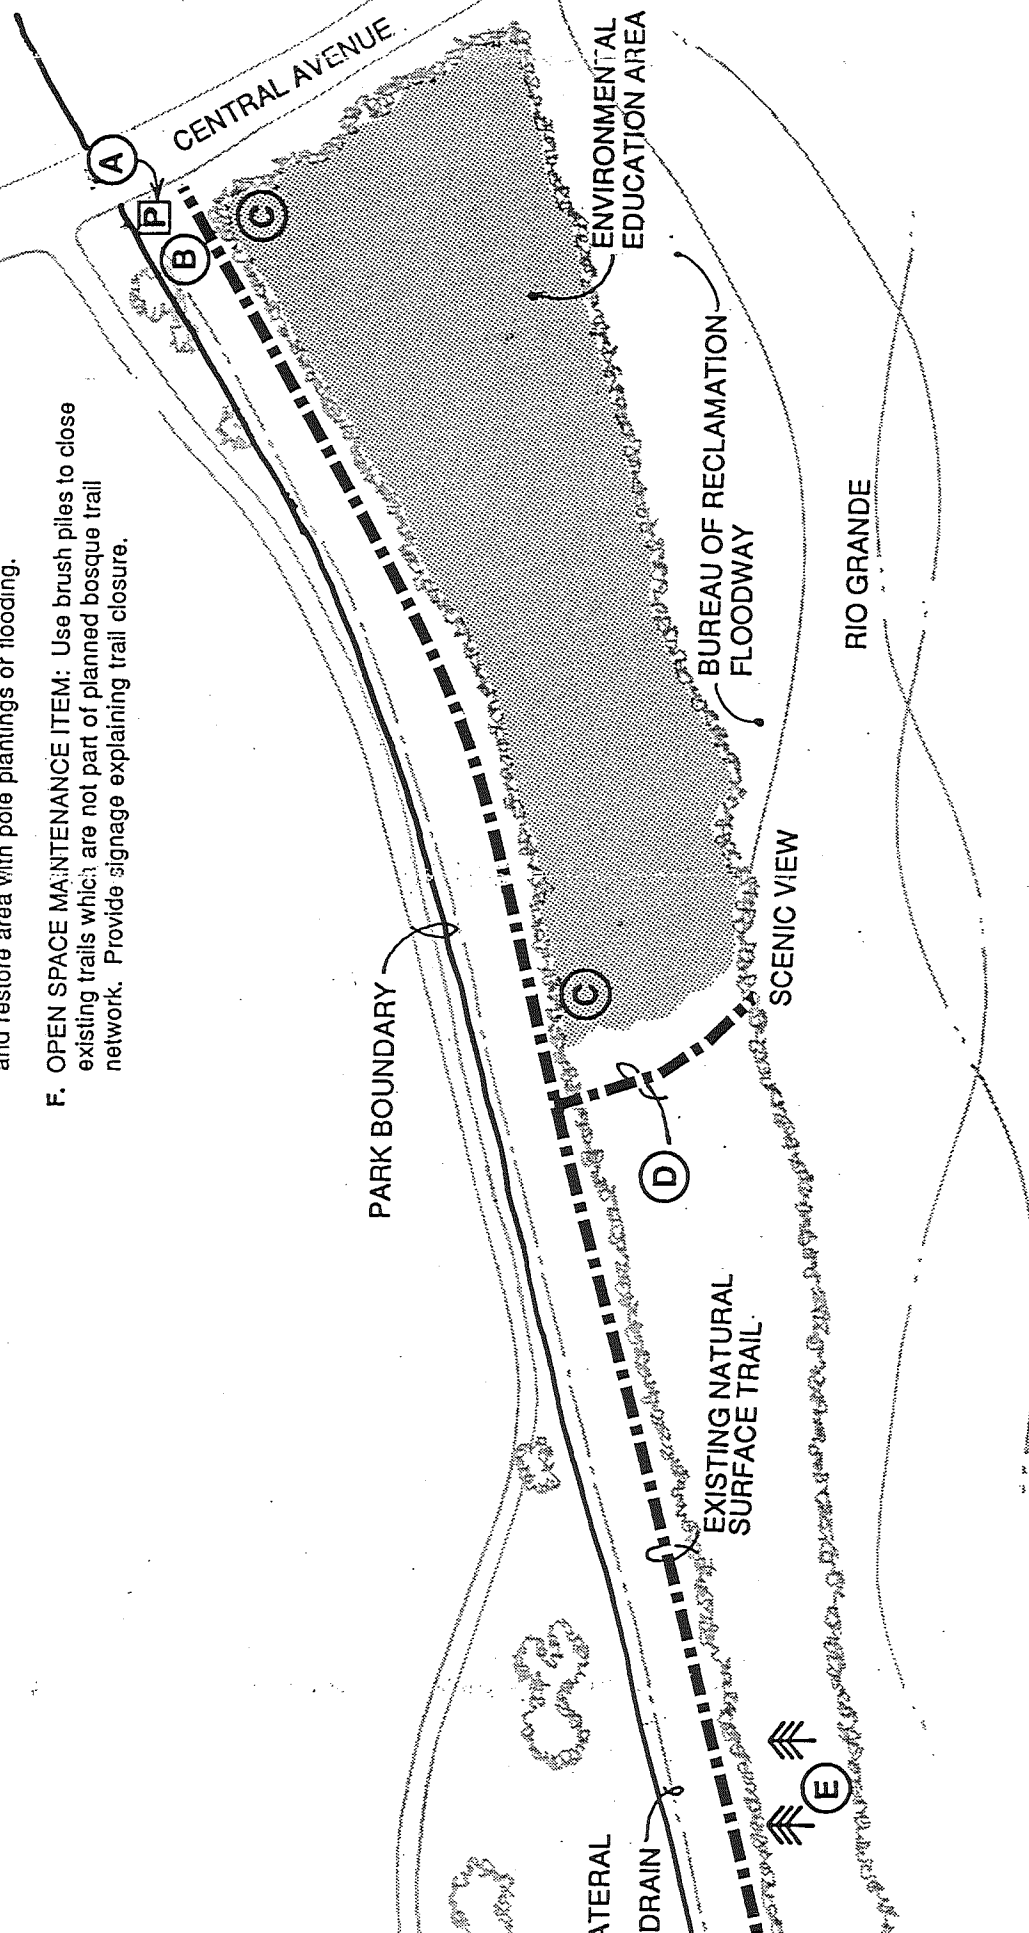 and restore area with pole plantings or flooding.
F. OPEN SPACE MAINTENANCE ITEM: Use brush piles to close
existing trails which are not part of planned bosque trail
network. Provide signage explaining trail closure.
CENTRAL AVENUE
A
P
B
C
ENVIRONMENTAL
EDUCATION AREA
BUREAU OF RECLAMATION
FLOODWAY
RIO GRANDE
PARK BOUNDARY
C
SCENIC VIEW
D
EXISTING NATURAL
SURFACE TRAIL
E
ATERAL
DRAIN